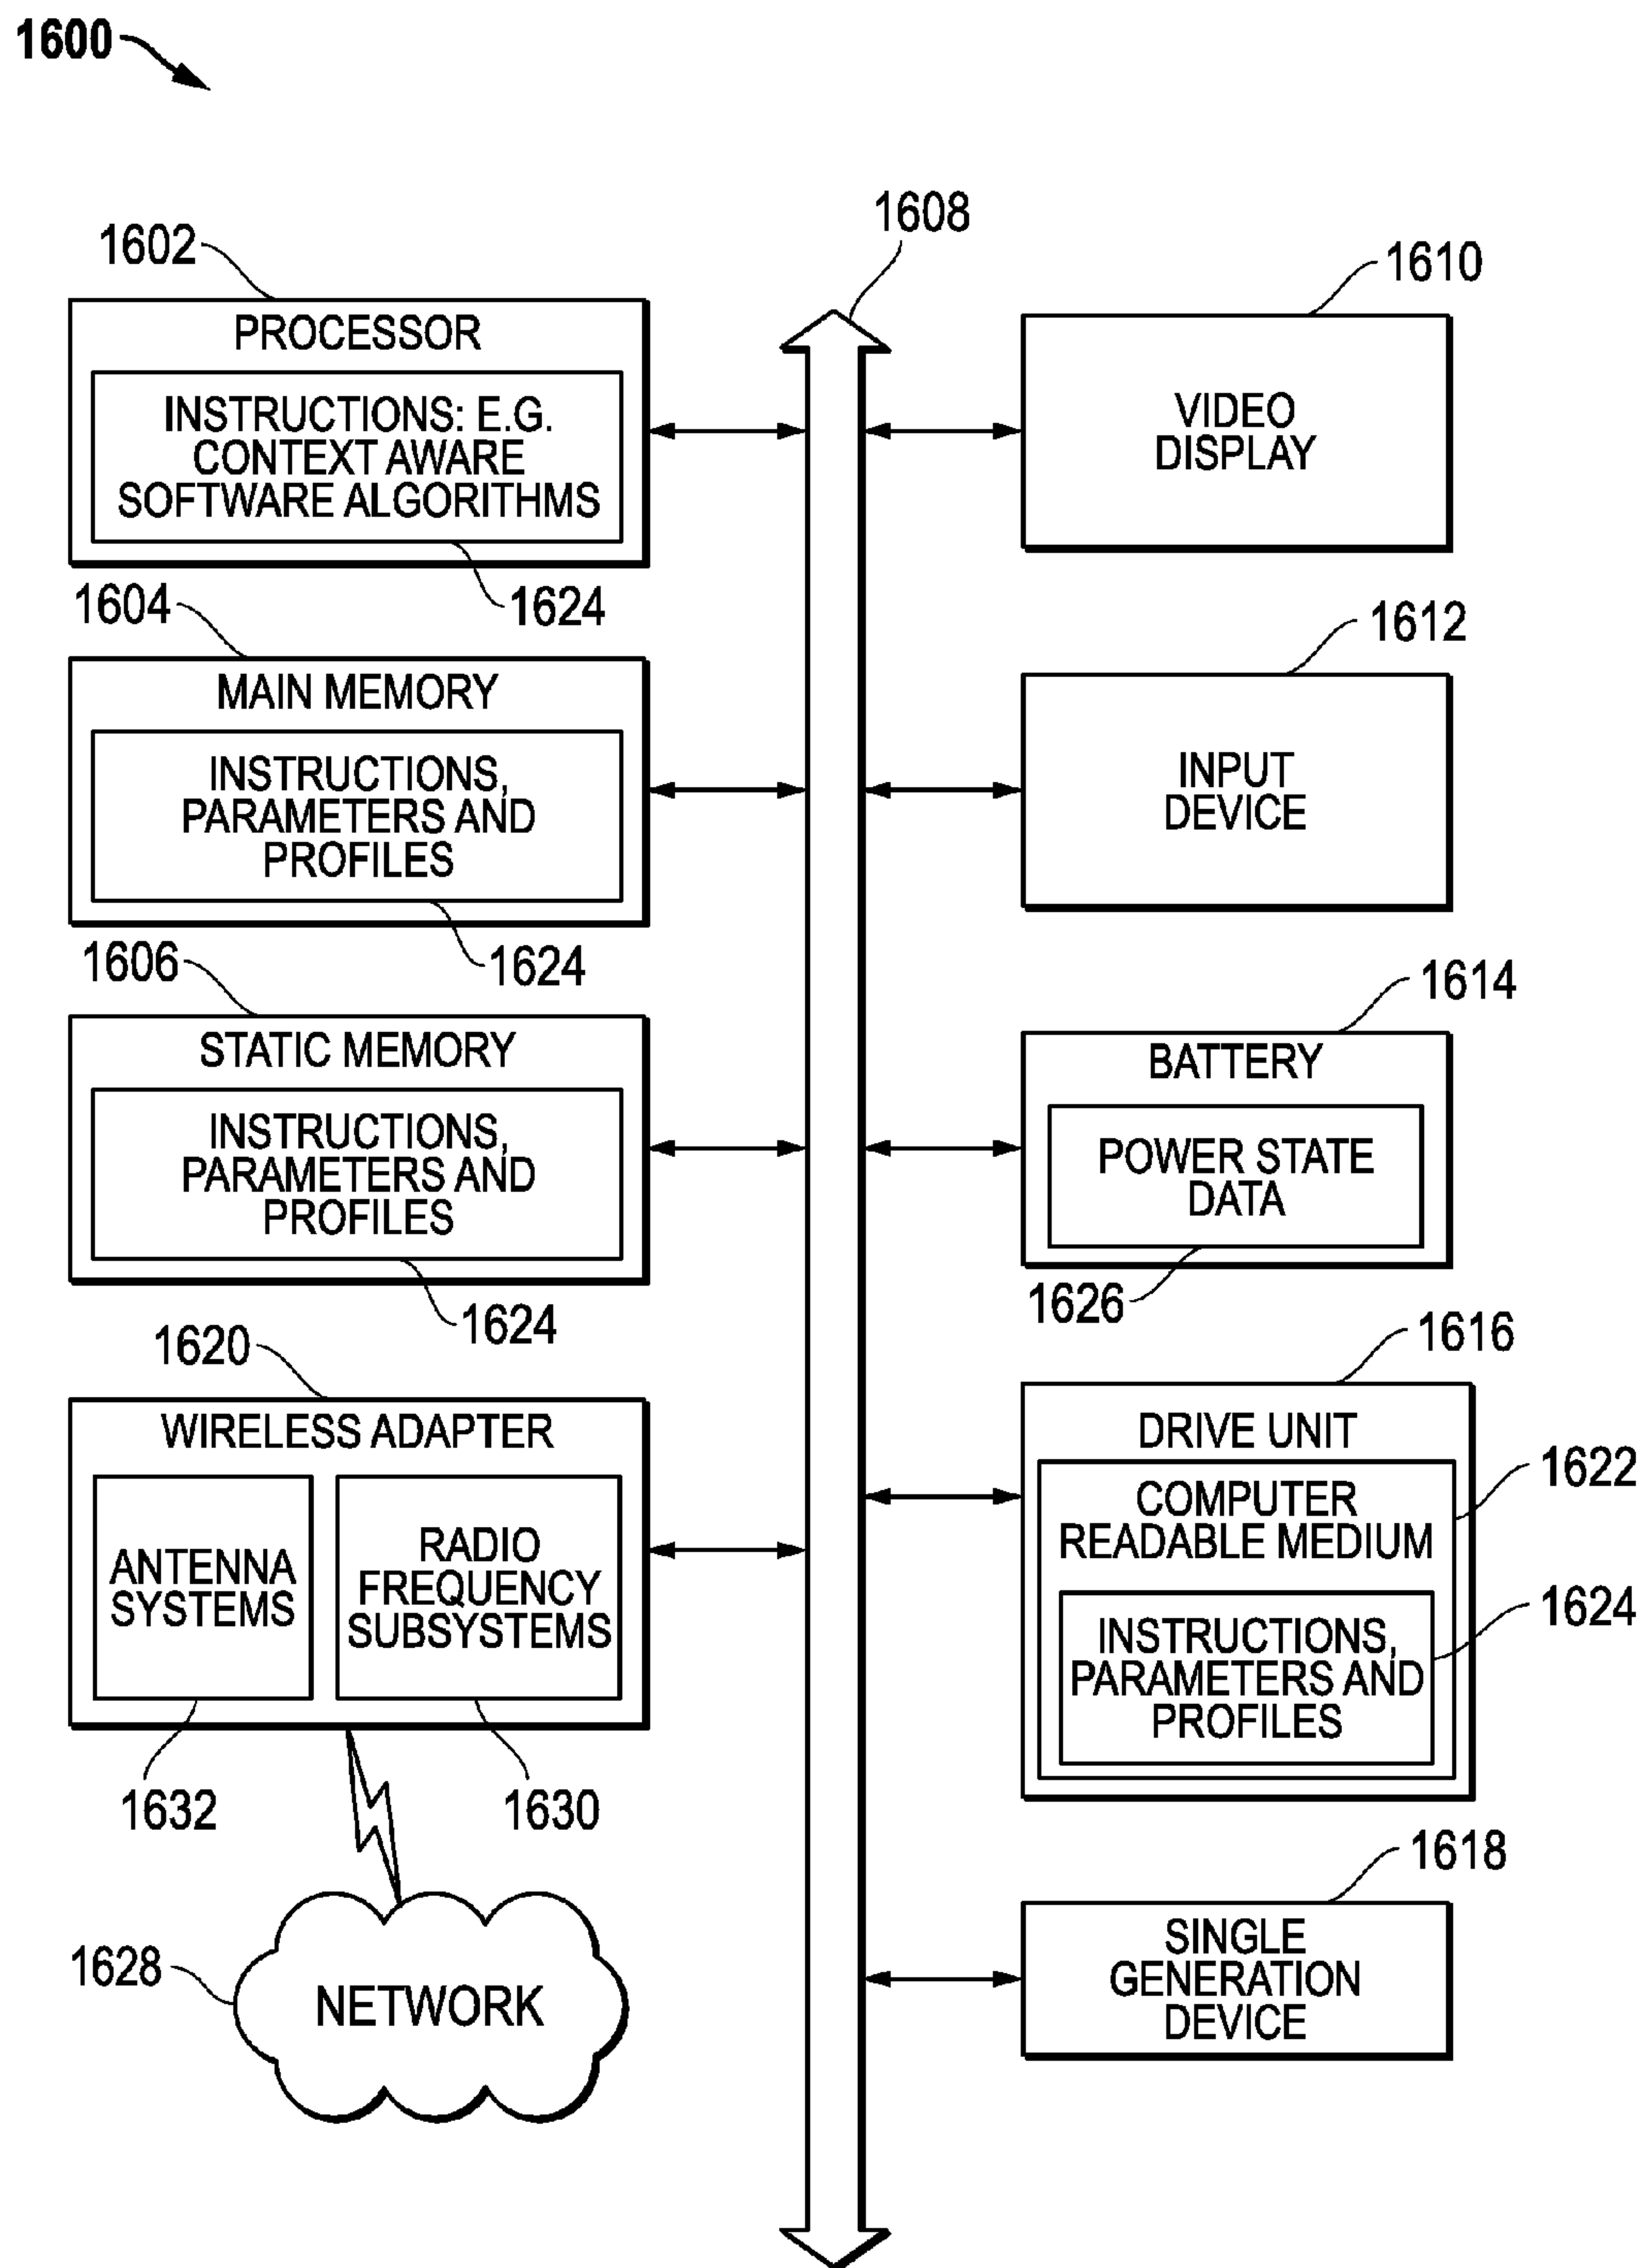 1600
1608
1602
PROCESSOR
INSTRUCTIONS: E.G.
CONTEXT AWARE
SOFTWARE ALGORITHMS
1624
1604
MAIN MEMORY
INSTRUCTIONS,
PARAMETERS AND
PROFILES
1624
1606
STATIC MEMORY
INSTRUCTIONS,
PARAMETERS AND
PROFILES
1624
1620
WIRELESS ADAPTER
ANTENNA
SYSTEMS
RADIO
FREQUENCY
SUBSYSTEMS
1632
1630
1628
NETWORK
1610
VIDEO
DISPLAY
1612
INPUT
DEVICE
1614
BATTERY
POWER STATE
DATA
1626
1616
DRIVE UNIT
1622
COMPUTER
READABLE MEDIUM
1624
INSTRUCTIONS,
PARAMETERS AND
PROFILES
1618
SINGLE
GENERATION
DEVICE